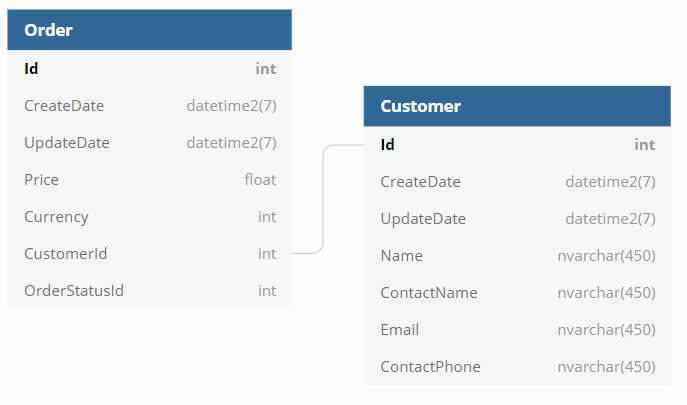 Order
Id int
CreateDate datetime2(7)
UpdateDate datetime2(7)
Price float
Currency int
CustomerId int
OrderStatusId int
Customer
Id int
CreateDate datetime2(7)
UpdateDate datetime2(7)
Name nvarchar(450)
ContactName nvarchar(450)
Email nvarchar(450)
ContactPhone nvarchar(450)